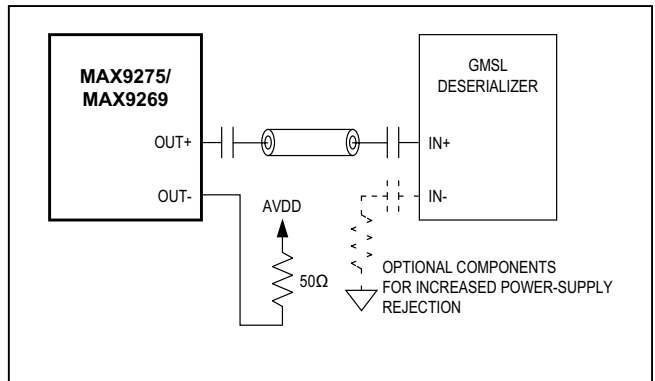 MAX9275/
MAX9269
OUT+
OUT-
AVDD
50Ω
GMSL
DESERIALIZER
IN+
IN-
OPTIONAL COMPONENTS
FOR INCREASED POWER-SUPPLY
REJECTION